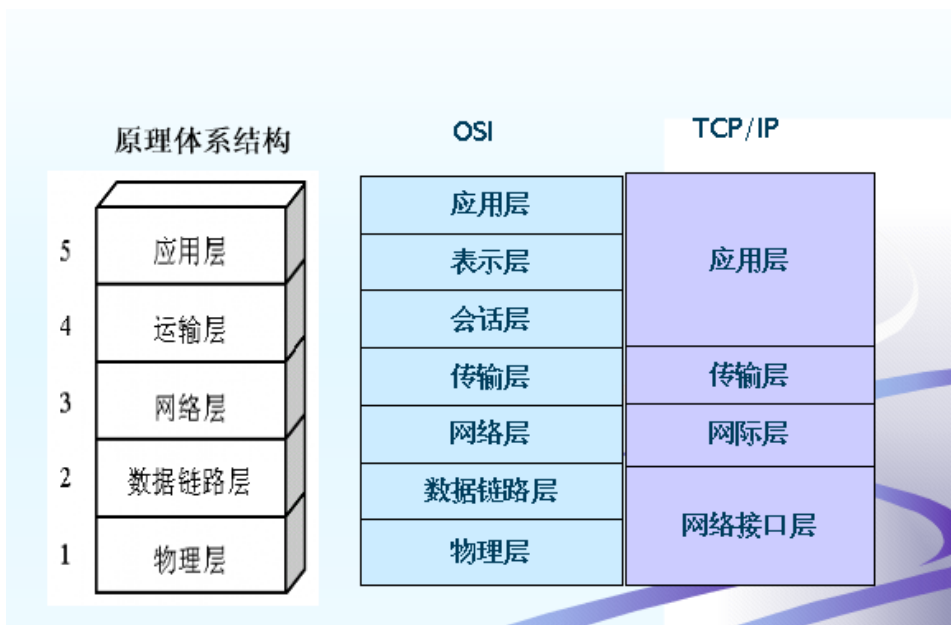 原理体系结构
5 应用层
4 运输层
3 网络层
2 数据链路层
1 物理层
OSI
应用层
表示层
会话层
传输层
网络层
数据链路层
物理层
TCP/IP
应用层
传输层
网际层
网络接口层